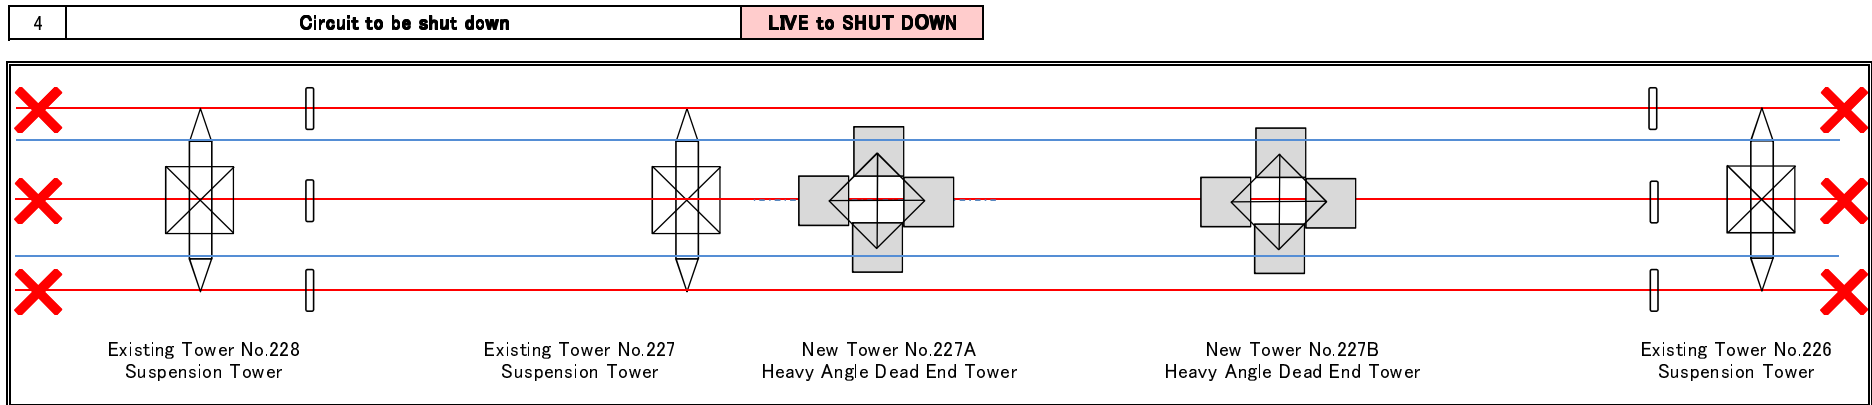 4 Circuit to be shut down LIVE to SHUT DOWN
Existing Tower No.228
Suspension Tower
Existing Tower No.227
Suspension Tower
New Tower No.227A
Heavy Angle Dead End Tower
New Tower No.227B
Heavy Angle Dead End Tower
Existing Tower No.226
Suspension Tower